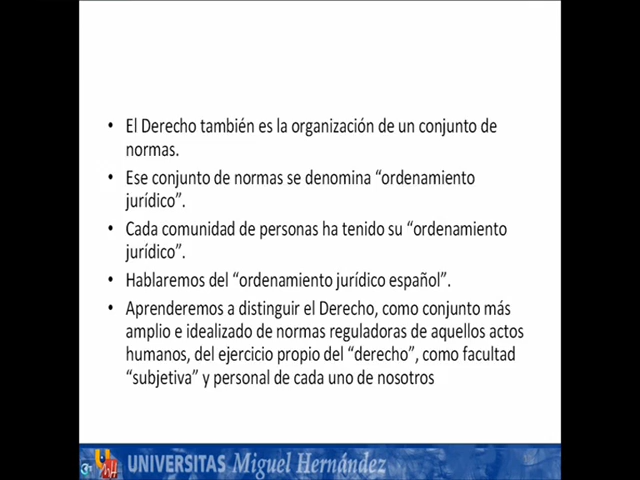 • El Derecho también es la organización de un conjunto de
normas.
• Ese conjunto de normas se denomina “ordenamiento
jurídico”.
• Cada comunidad de personas ha tenido su “ordenamiento
jurídico”.
• Hablaremos del “ordenamiento jurídico español”.
• Aprenderemos a distinguir el Derecho, como conjunto más
amplio e idealizado de normas reguladoras de aquellos actos
humanos, del ejercicio propio del “derecho”, como facultad
“subjetiva” y personal de cada uno de nosotros
UNIVERSITAS Miguel Hernández